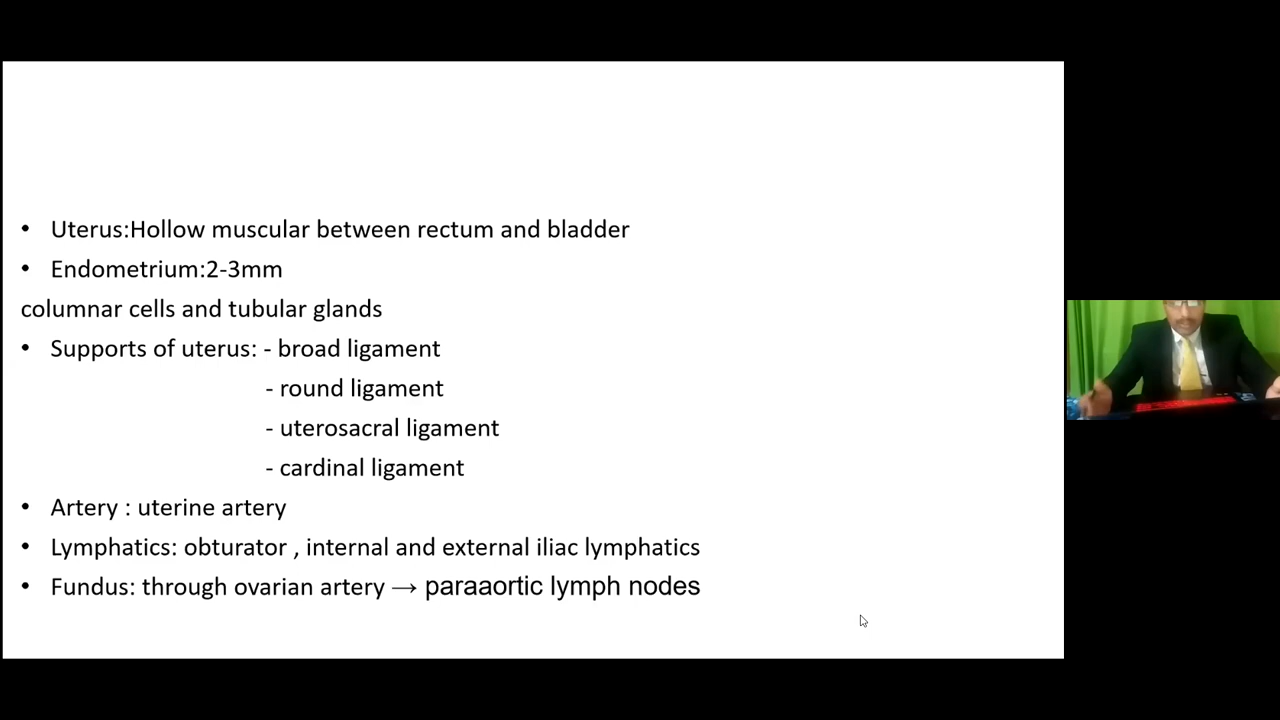 • Uterus:Hollow muscular between rectum and bladder
• Endometrium:2-3mm
columnar cells and tubular glands
• Supports of uterus: - broad ligament
- round ligament
- uterosacral ligament
- cardinal ligament
• Artery : uterine artery
• Lymphatics: obturator , internal and external iliac lymphatics
• Fundus: through ovarian artery → paraaortic lymph nodes